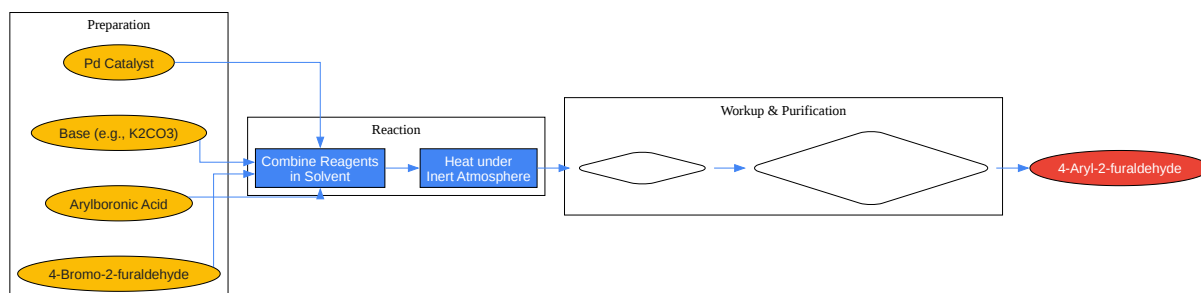 Preparation
Pd Catalyst
Base (e.g., K2CO3)
Arylboronic Acid
4-Bromo-2-furaldehyde
Reaction
Combine Reagents
in Solvent
Heat under
Inert Atmosphere
Workup & Purification
4-Aryl-2-furaldehyde